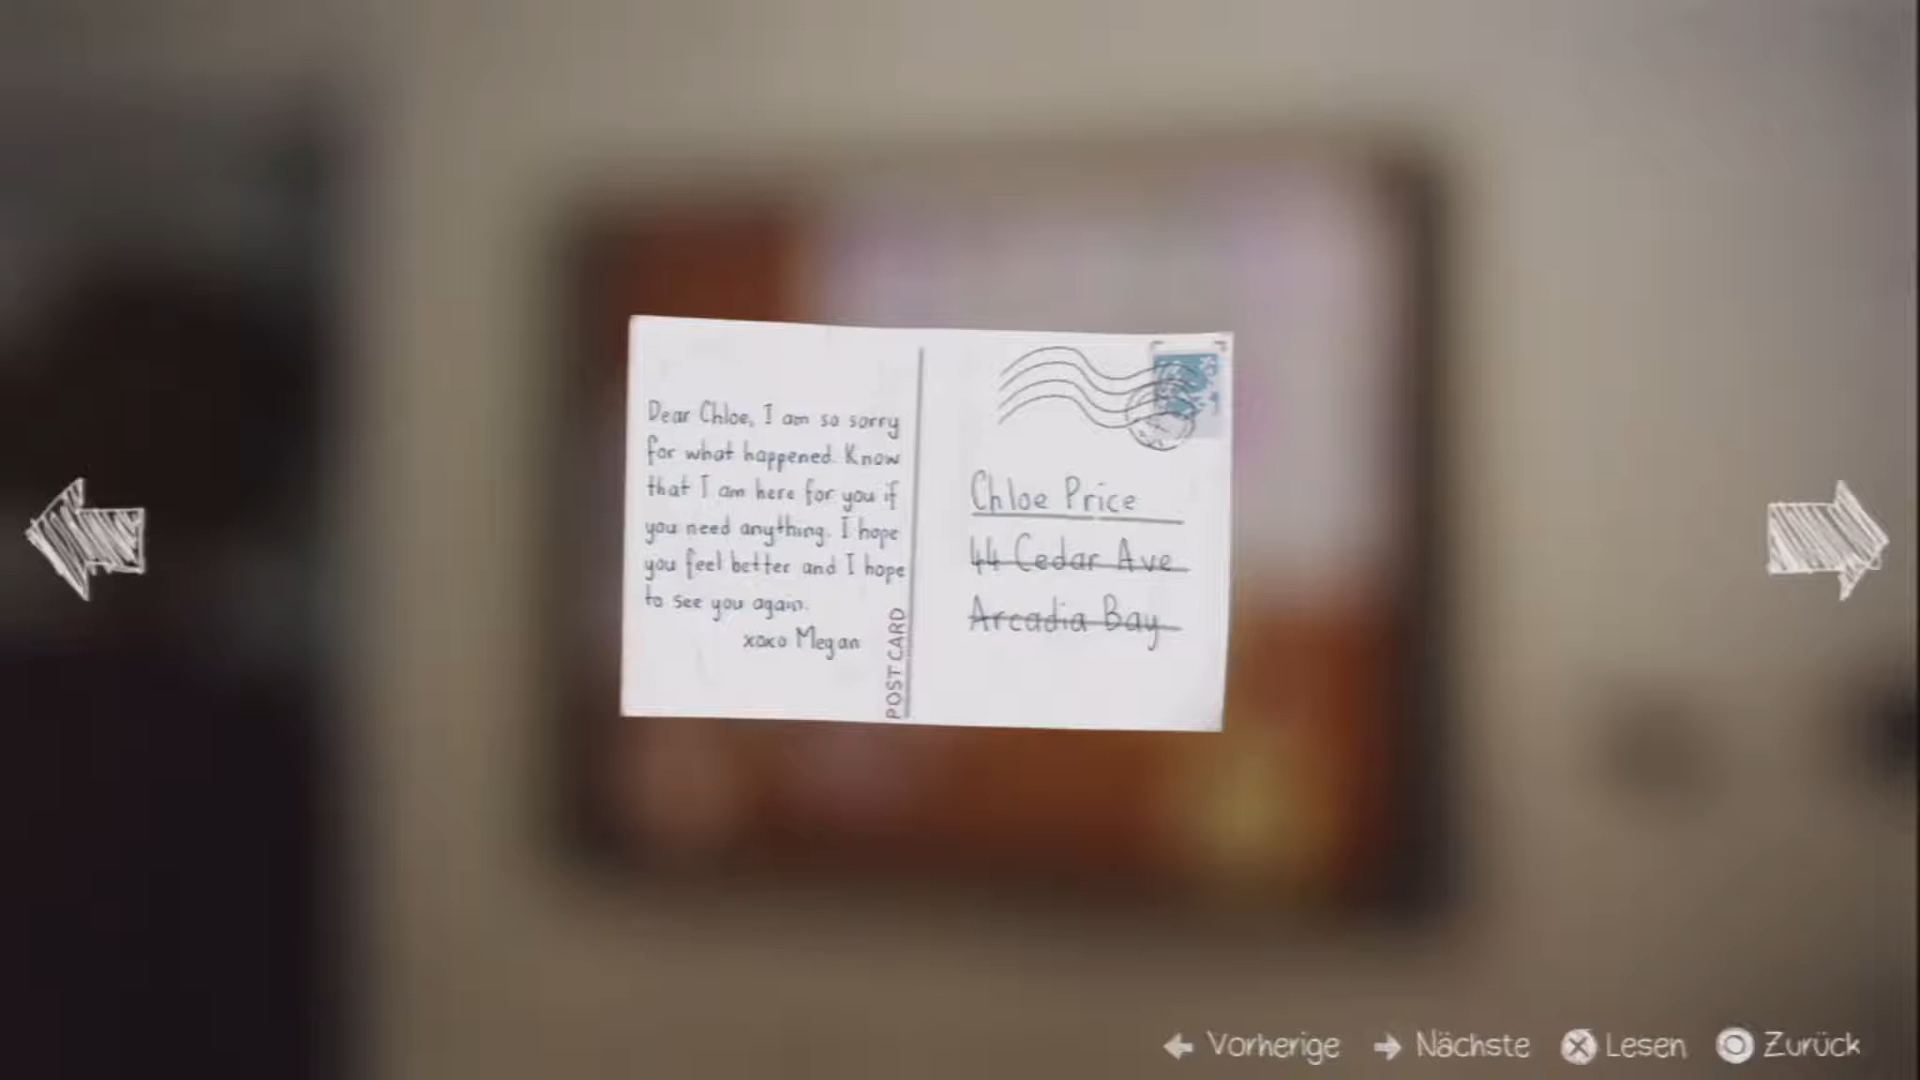 Dear Chloe, I am so sorry
for what happened. Know
that I am here for you if
you need anything. I hope
you feel better and I hope
to see you again.
xoxo Megan
POSTCARD
Chloe Price
44 Cedar Ave
Arcadia Bay
Vorherige
Nächste
Lesen
Zurück